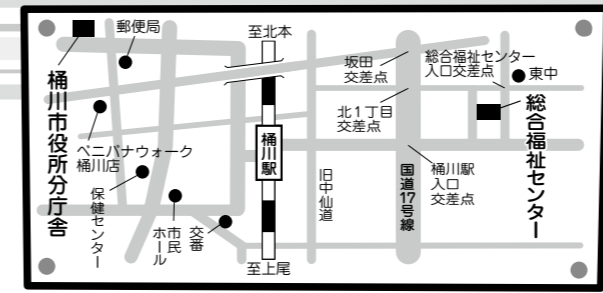 郵便局
至北本
坂田
交差点
総合福祉センター
入口交差点
東中
桶川市役所分庁舎
ベニバナウォーク
桶川店
北1丁目
交差点
桶川駅
総合福祉センター
保健センター
市民
ホール
交番
旧中仙道
国道17号線
桶川駅
入口
交差点
至上尾